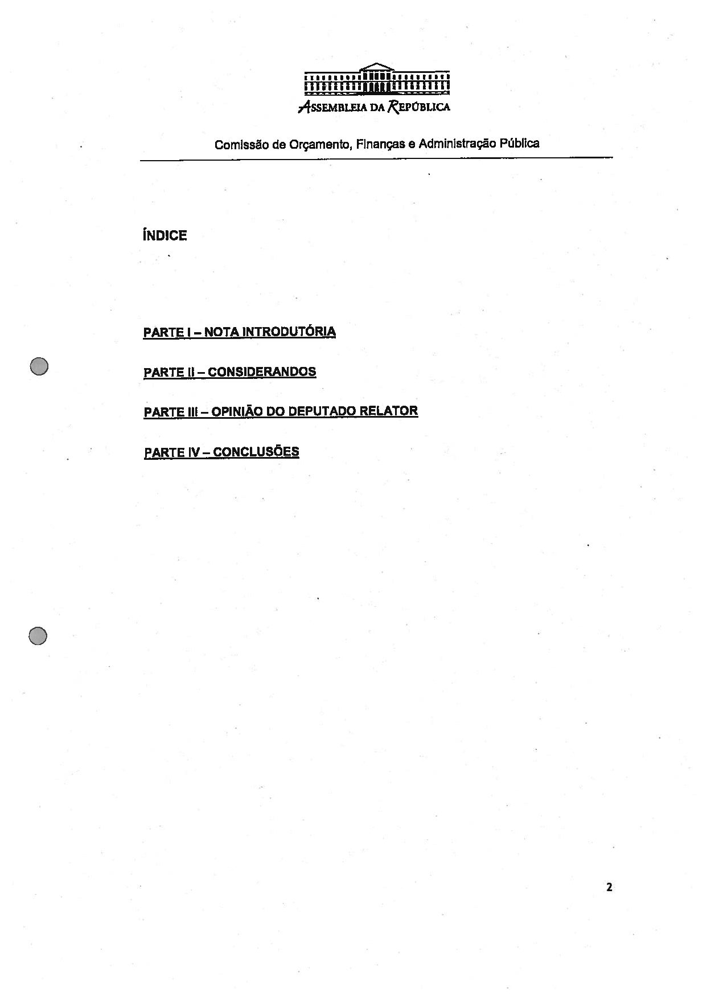 ASSEMBLEIA DA REPÚBLICA
Comissão de Orçamento, Finanças e Administração Pública
ÍNDICE
PARTE I – NOTA INTRODUTÓRIA
PARTE II – CONSIDERANDOS
PARTE III – OPINIÃO DO DEPUTADO RELATOR
PARTE IV – CONCLUSÕES
2